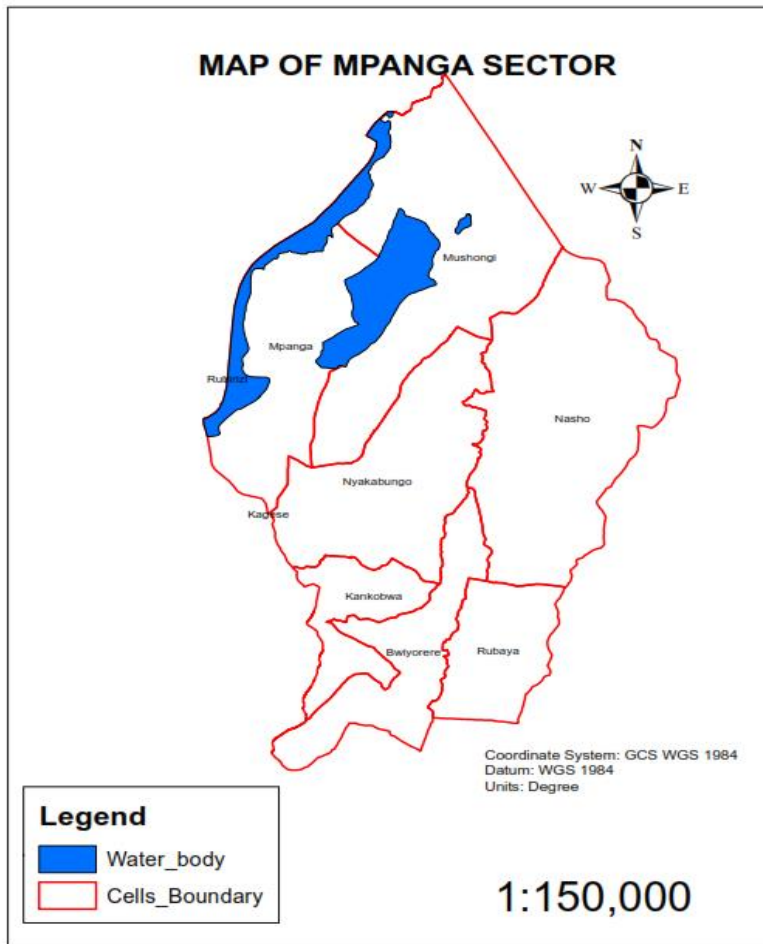 MAP OF MPANGA SECTOR
N
W
E
S
Mushongi
Mpanga
Rubinzi
Nasho
Nyakabungo
Kagese
Kankobwa
Bwiyorere
Rubaya
Coordinate System: GCS WGS 1984
Datum: WGS 1984
Units: Degree
Legend
Water_body
Cells_Boundary
1:150,000